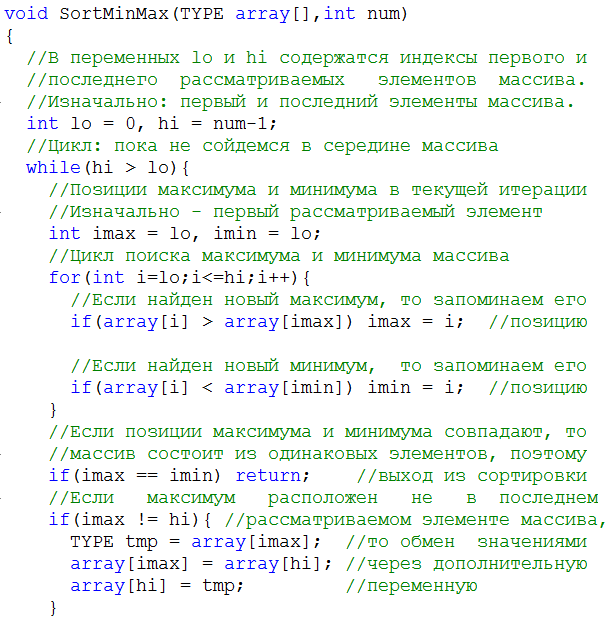 void SortMinMax(TYPE array[],int num)
{
//В переменных lo и hi содержатся индексы первого и
//последнего рассматриваемых элементов массива.
//Изначально: первый и последний элементы массива.
int lo = 0, hi = num-1;
//Цикл: пока не сойдемся в середине массива
while(hi > lo){
//Позиции максимума и минимума в текущей итерации
//Изначально - первый рассматриваемый элемент
int imax = lo, imin = lo;
//Цикл поиска максимума и минимума массива
for(int i=lo;i<=hi;i++){
//Если найден новый максимум, то запоминаем его
if(array[i] > array[imax]) imax = i; //позицию
//Если найден новый минимум, то запоминаем его
if(array[i] < array[imin]) imin = i; //позицию
}
//Если позиции максимума и минимума совпадают, то
//массив состоит из одинаковых элементов, поэтому
if(imax == imin) return; //выход из сортировки
//Если максимум расположен не в последнем
if(imax != hi){ //рассматриваемом элементе массива,
TYPE tmp = array[imax]; //то обмен значениями
array[imax] = array[hi]; //через дополнительную
array[hi] = tmp; //переменную
}